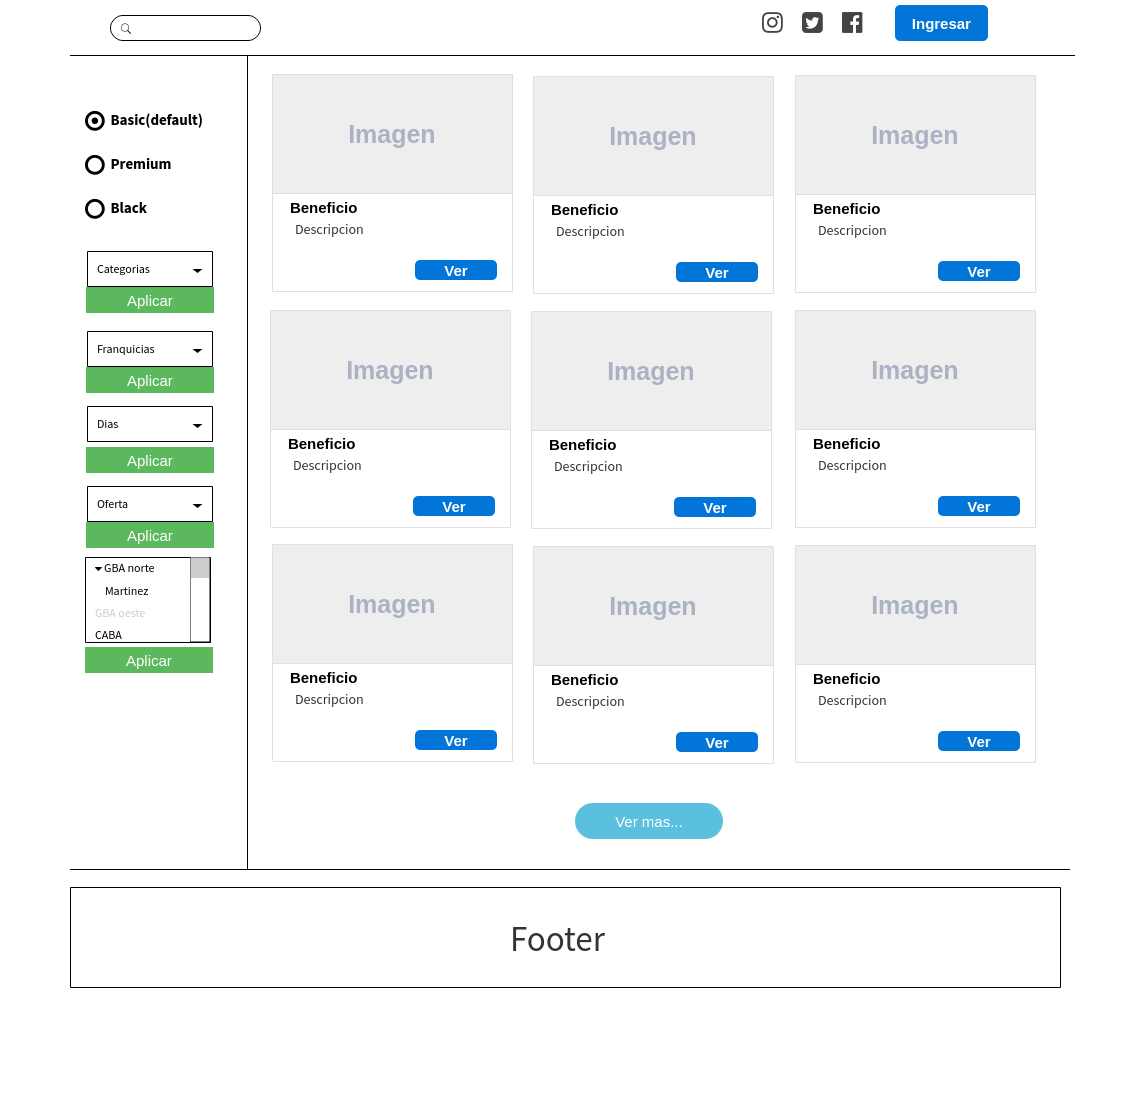 Ingresar
Basic(default)
Premium
Black
Categorias
Aplicar
Franquicias
Aplicar
Dias
Aplicar
Oferta
Aplicar
GBA norte
Martinez
GBA oeste
CABA
Aplicar
Imagen
Beneficio
Descripcion
Ver
Imagen
Beneficio
Descripcion
Ver
Imagen
Beneficio
Descripcion
Ver
Imagen
Beneficio
Descripcion
Ver
Imagen
Beneficio
Descripcion
Ver
Imagen
Beneficio
Descripcion
Ver
Imagen
Beneficio
Descripcion
Ver
Imagen
Beneficio
Descripcion
Ver
Imagen
Beneficio
Descripcion
Ver
Ver mas...
Footer